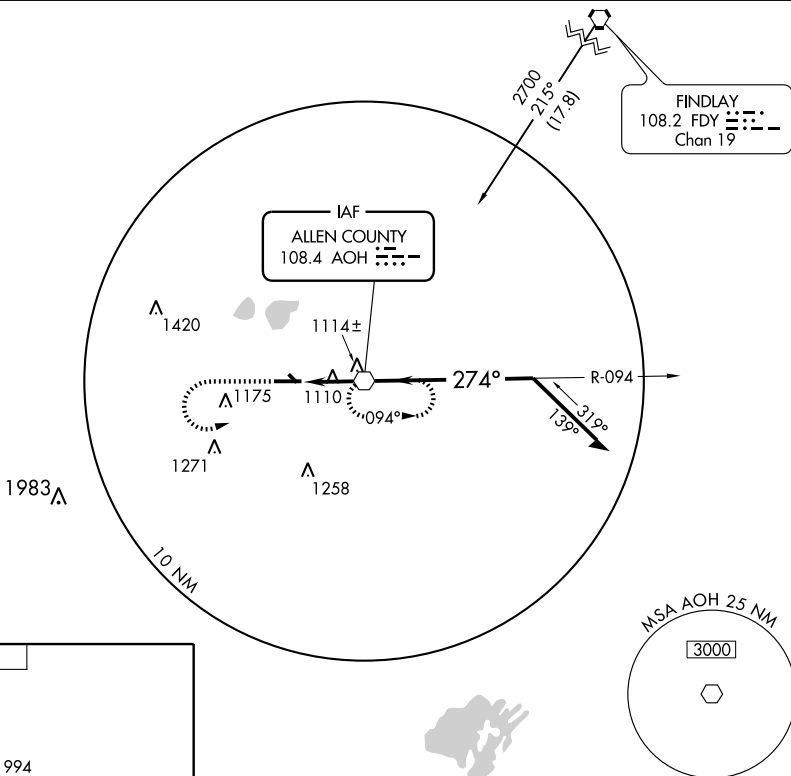 2700
215°
(17.8)
FINDLAY
108.2 FDY
Chan 19
IAF
ALLEN COUNTY
108.4 AOH
1420
1114±
1175
1110
094°
274°
R-094
319°
139°
1271
1258
1983
10 NM
MSA AOH 25 NM
3000
994